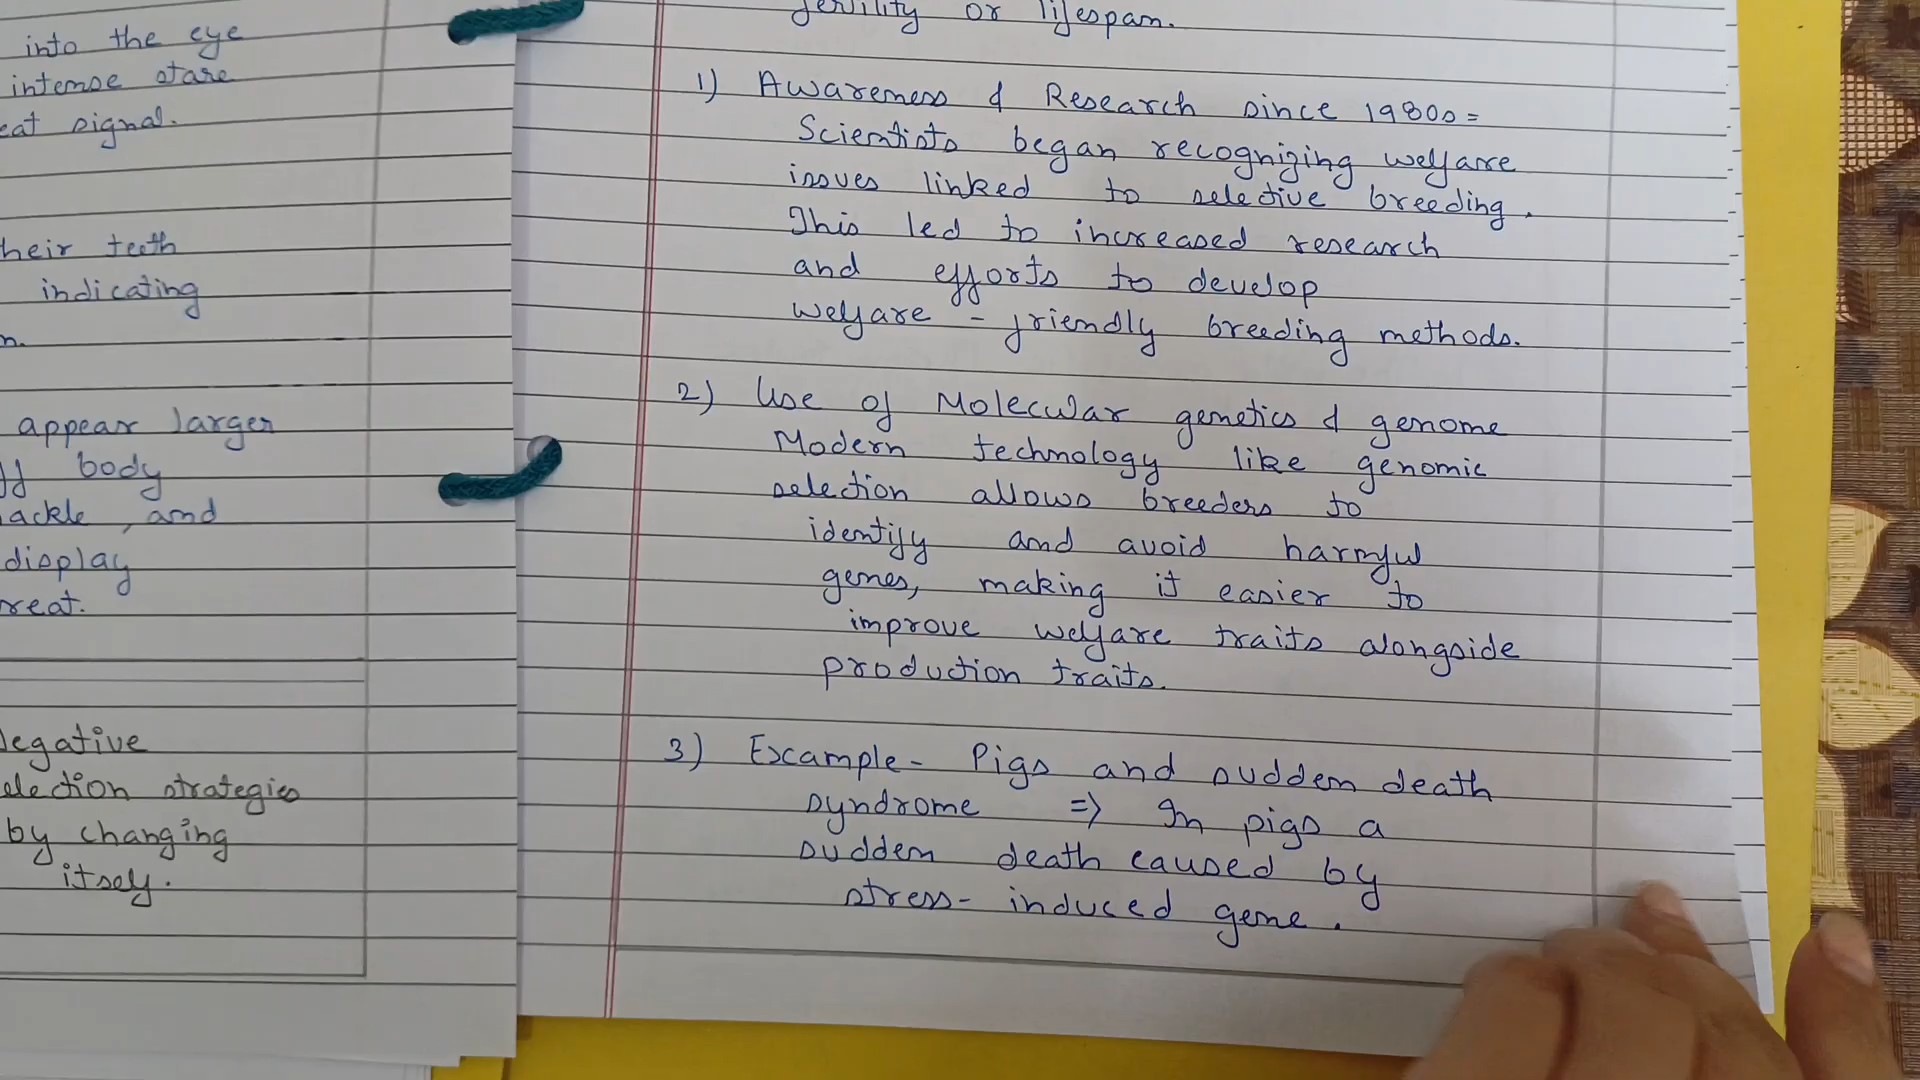 into the eye
intense stare
eat signal.
heir teeth
indicating
n.
appear larger
ff body
ackle, and
display
reat.
legative
election strategies
by changing
itself.
fertility or lifespan.
1) Awareness & Research since 1980s =
Scientists began recognizing welfare
issues linked to selective breeding.
This led to increased research
and efforts to develop
welfare - friendly breeding methods.
2) Use of Molecular genetics & genome
Modern technology like genomic
selection allows breeders to
identify and avoid harmful
genes, making it easier to
improve welfare traits alongside
production traits.
3) Example - Pigs and sudden death
syndrome => In pigs a
sudden death caused by
stress - induced gene.